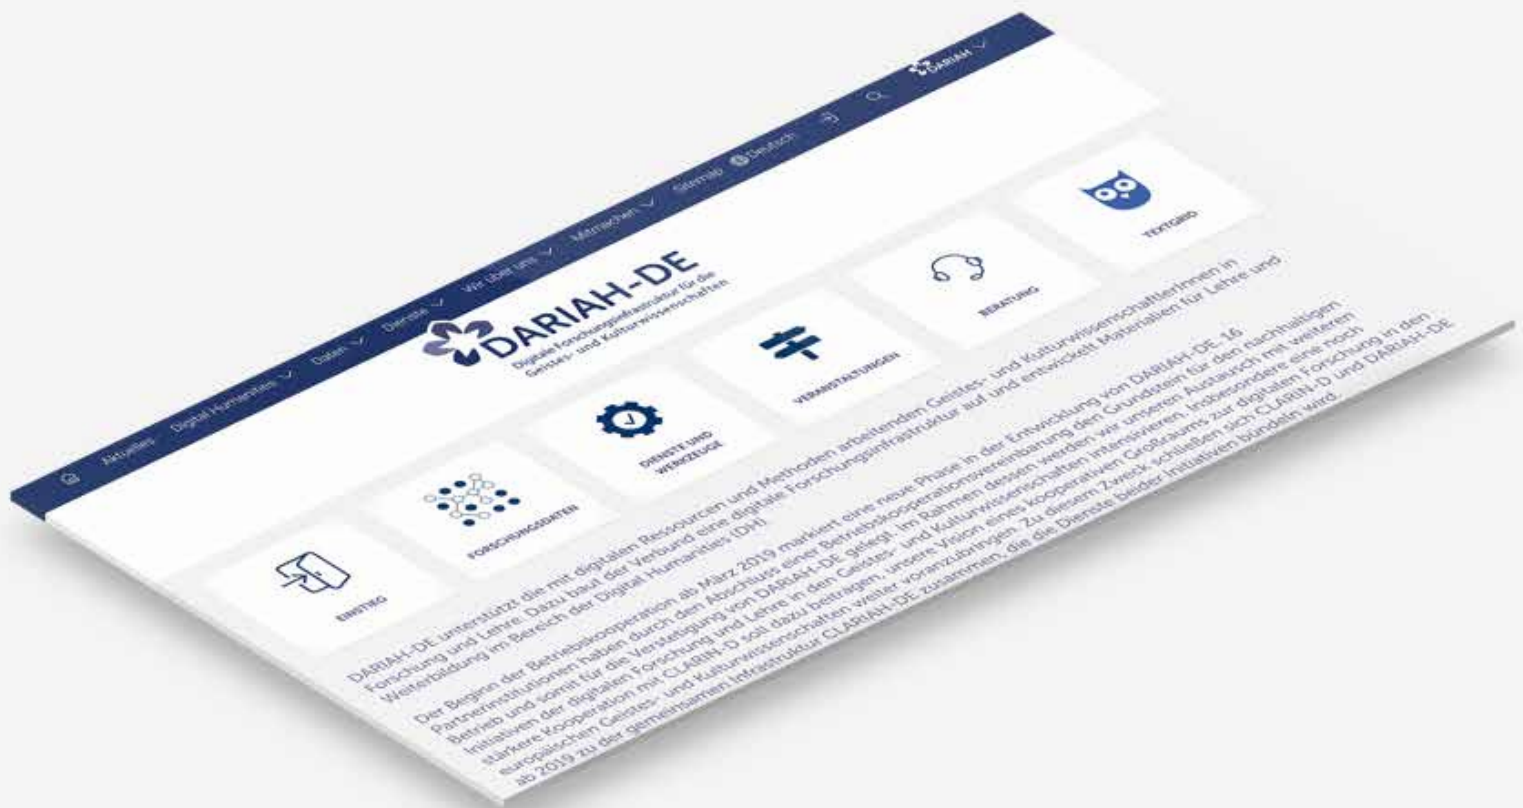 Aktuelles Digital Humanities Daten Dienste Wir über uns Mitmachen Sitemap Deutsch DARIAH
DARIAH-DE
Digitale Forschungsinfrastruktur für die
Geistes- und Kulturwissenschaften
EINSTIEG
FORSCHUNGSDATEN
DIENSTE UND
WERKZEUGE
VERANSTALTUNGEN
BERATUNG
TEXTGRID
DARIAH-DE unterstützt die mit digitalen Ressourcen und Methoden arbeitenden Geistes- und KulturwissenschaftlerInnen in
Forschung und Lehre. Dazu baut der Verbund eine digitale Forschungsinfrastruktur auf und entwickelt Materialien für Lehre und
Weiterbildung im Bereich der Digital Humanities (DH)
Der Beginn der Betriebskooperation ab März 2019 markiert eine neue Phase in der Entwicklung von DARIAH-DE. 16
Partnerinstitutionen haben durch den Abschluss einer Betriebskooperationsvereinbarung den Grundstein für den nachhaltigen
Betrieb und somit für die Verstetigung von DARIAH-DE gelegt. Im Rahmen dessen werden wir unseren Austausch mit weiteren
Initiativen der digitalen Forschung und Lehre in den Geistes- und Kulturwissenschaften intensivieren. Insbesondere eine noch
stärkere Kooperation mit CLARIN-D soll dazu beitragen, unsere Vision eines kooperativen Großraums zur digitalen Forschung in den
europäischen Geistes- und Kulturwissenschaften weiter voranzubringen. Zu diesem Zweck schließen sich CLARIN-D und DARIAH-DE
ab 2019 zu der gemeinsamen Infrastruktur CLARIAH-DE zusammen, die die Dienste beider Initiativen bündeln wird.